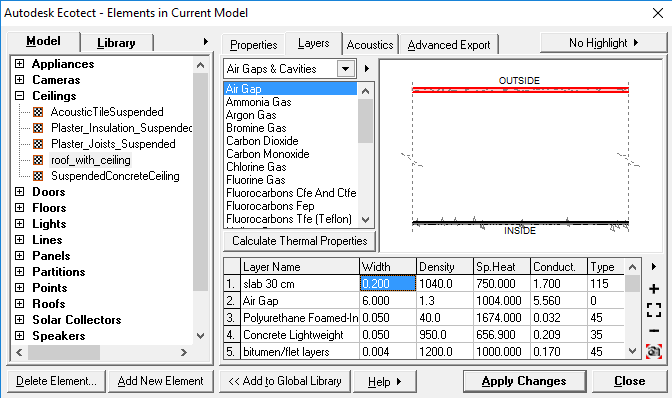 Autodesk Ecotect - Elements in Current Model
Model Library
Appliances
Cameras
Ceilings
AcousticTileSuspended
Plaster_Insulation_Suspended
Plaster_Joists_Suspended
roof_with_ceiling
SuspendedConcreteCeiling
Doors
Floors
Lights
Lines
Panels
Partitions
Points
Roofs
Solar Collectors
Speakers
Properties Layers Acoustics Advanced Export No Highlight
Air Gaps & Cavities
Air Gap
Ammonia Gas
Argon Gas
Bromine Gas
Carbon Dioxide
Carbon Monoxide
Chlorine Gas
Fluorine Gas
Fluorocarbons Cfe And Ctfe
Fluorocarbons Fep
Fluorocarbons Tfe (Teflon)
Calculate Thermal Properties
OUTSIDE
INSIDE
Layer Name Width Density Sp.Heat Conduct. Type
1. slab 30 cm 0.200 1040.0 750.000 1.700 115
2. Air Gap 6.000 1.3 1004.000 5.560 0
3. Polyurethane Foamed-In 0.050 40.0 1674.000 0.032 45
4. Concrete Lightweight 0.050 950.0 656.900 0.209 35
5. bitumen/flet layers 0.004 1200.0 1000.000 0.170 45
Delete Element... Add New Element << Add to Global Library Help Apply Changes Close